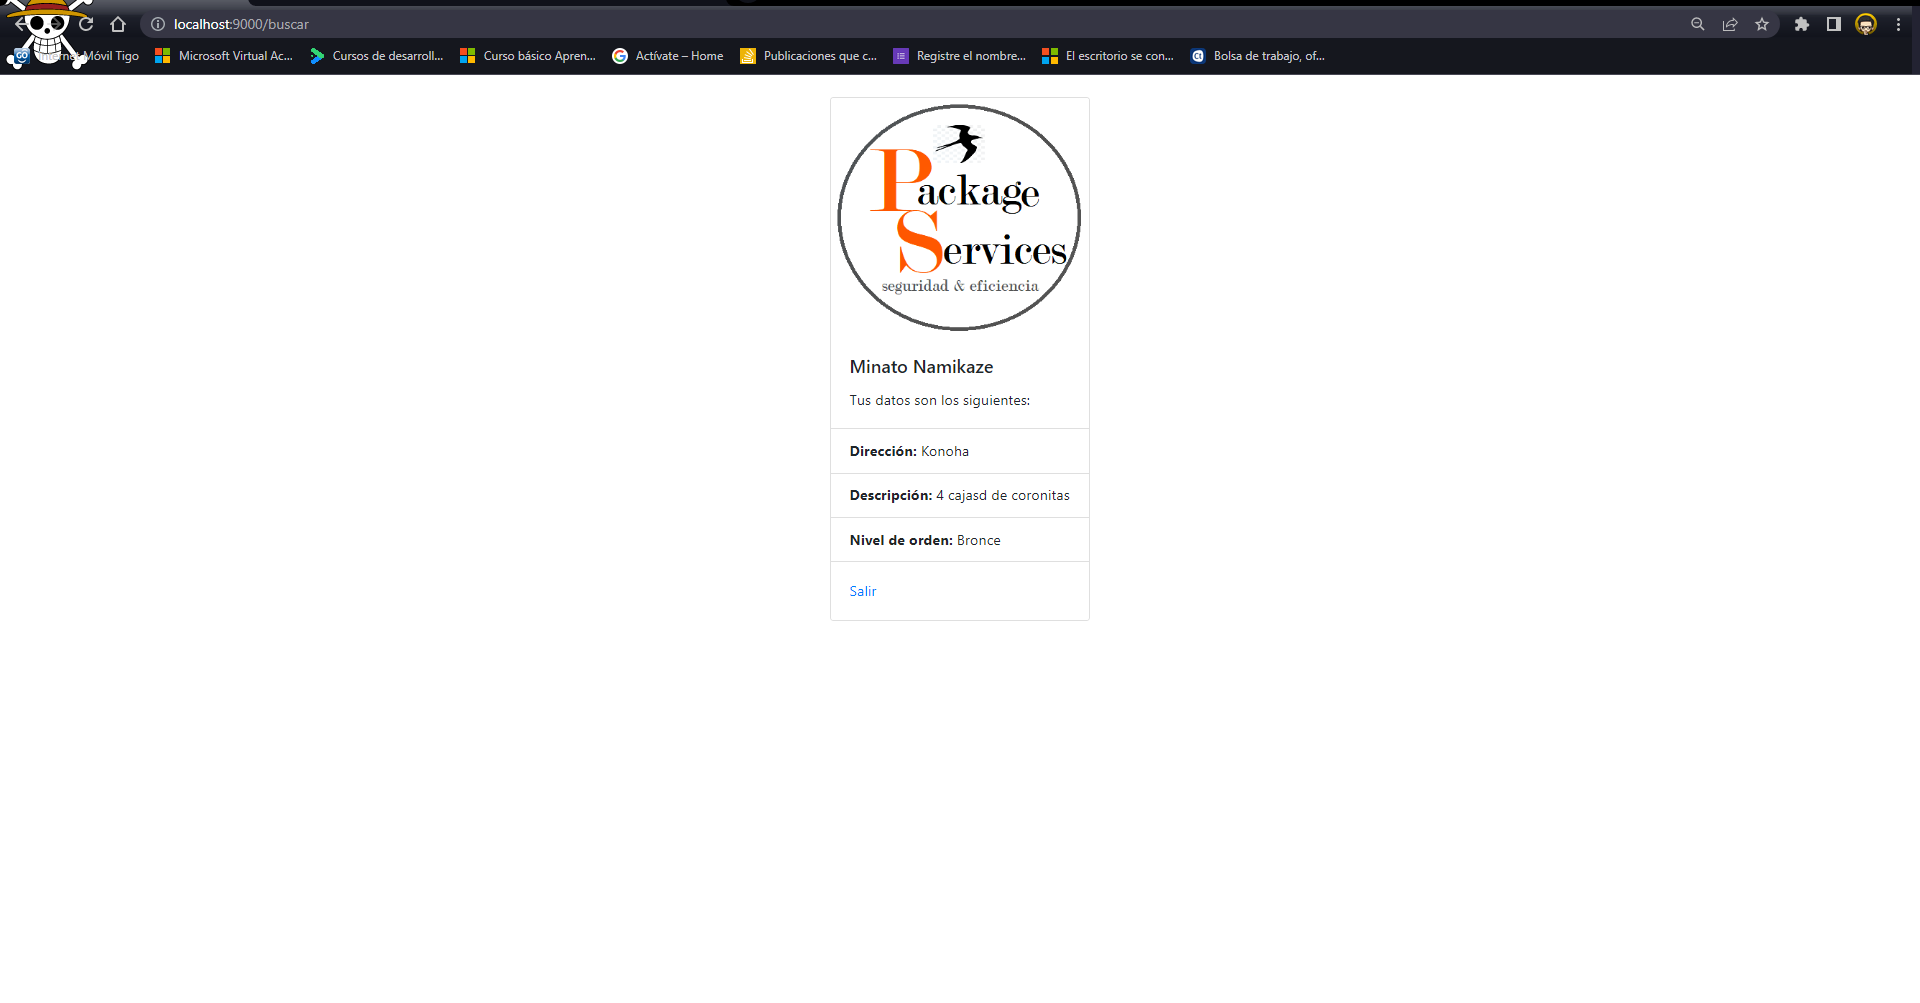 localhost:9000/buscar
Internet Móvil Tigo
Microsoft Virtual Ac...
Cursos de desarroll...
Curso básico Apren...
Actívate – Home
Publicaciones que c...
Registre el nombre...
El escritorio se con...
Bolsa de trabajo, of...
Package
Services
seguridad & eficiencia
Minato Namikaze
Tus datos son los siguientes:
Dirección: Konoha
Descripción: 4 cajasd de coronitas
Nivel de orden: Bronce
Salir